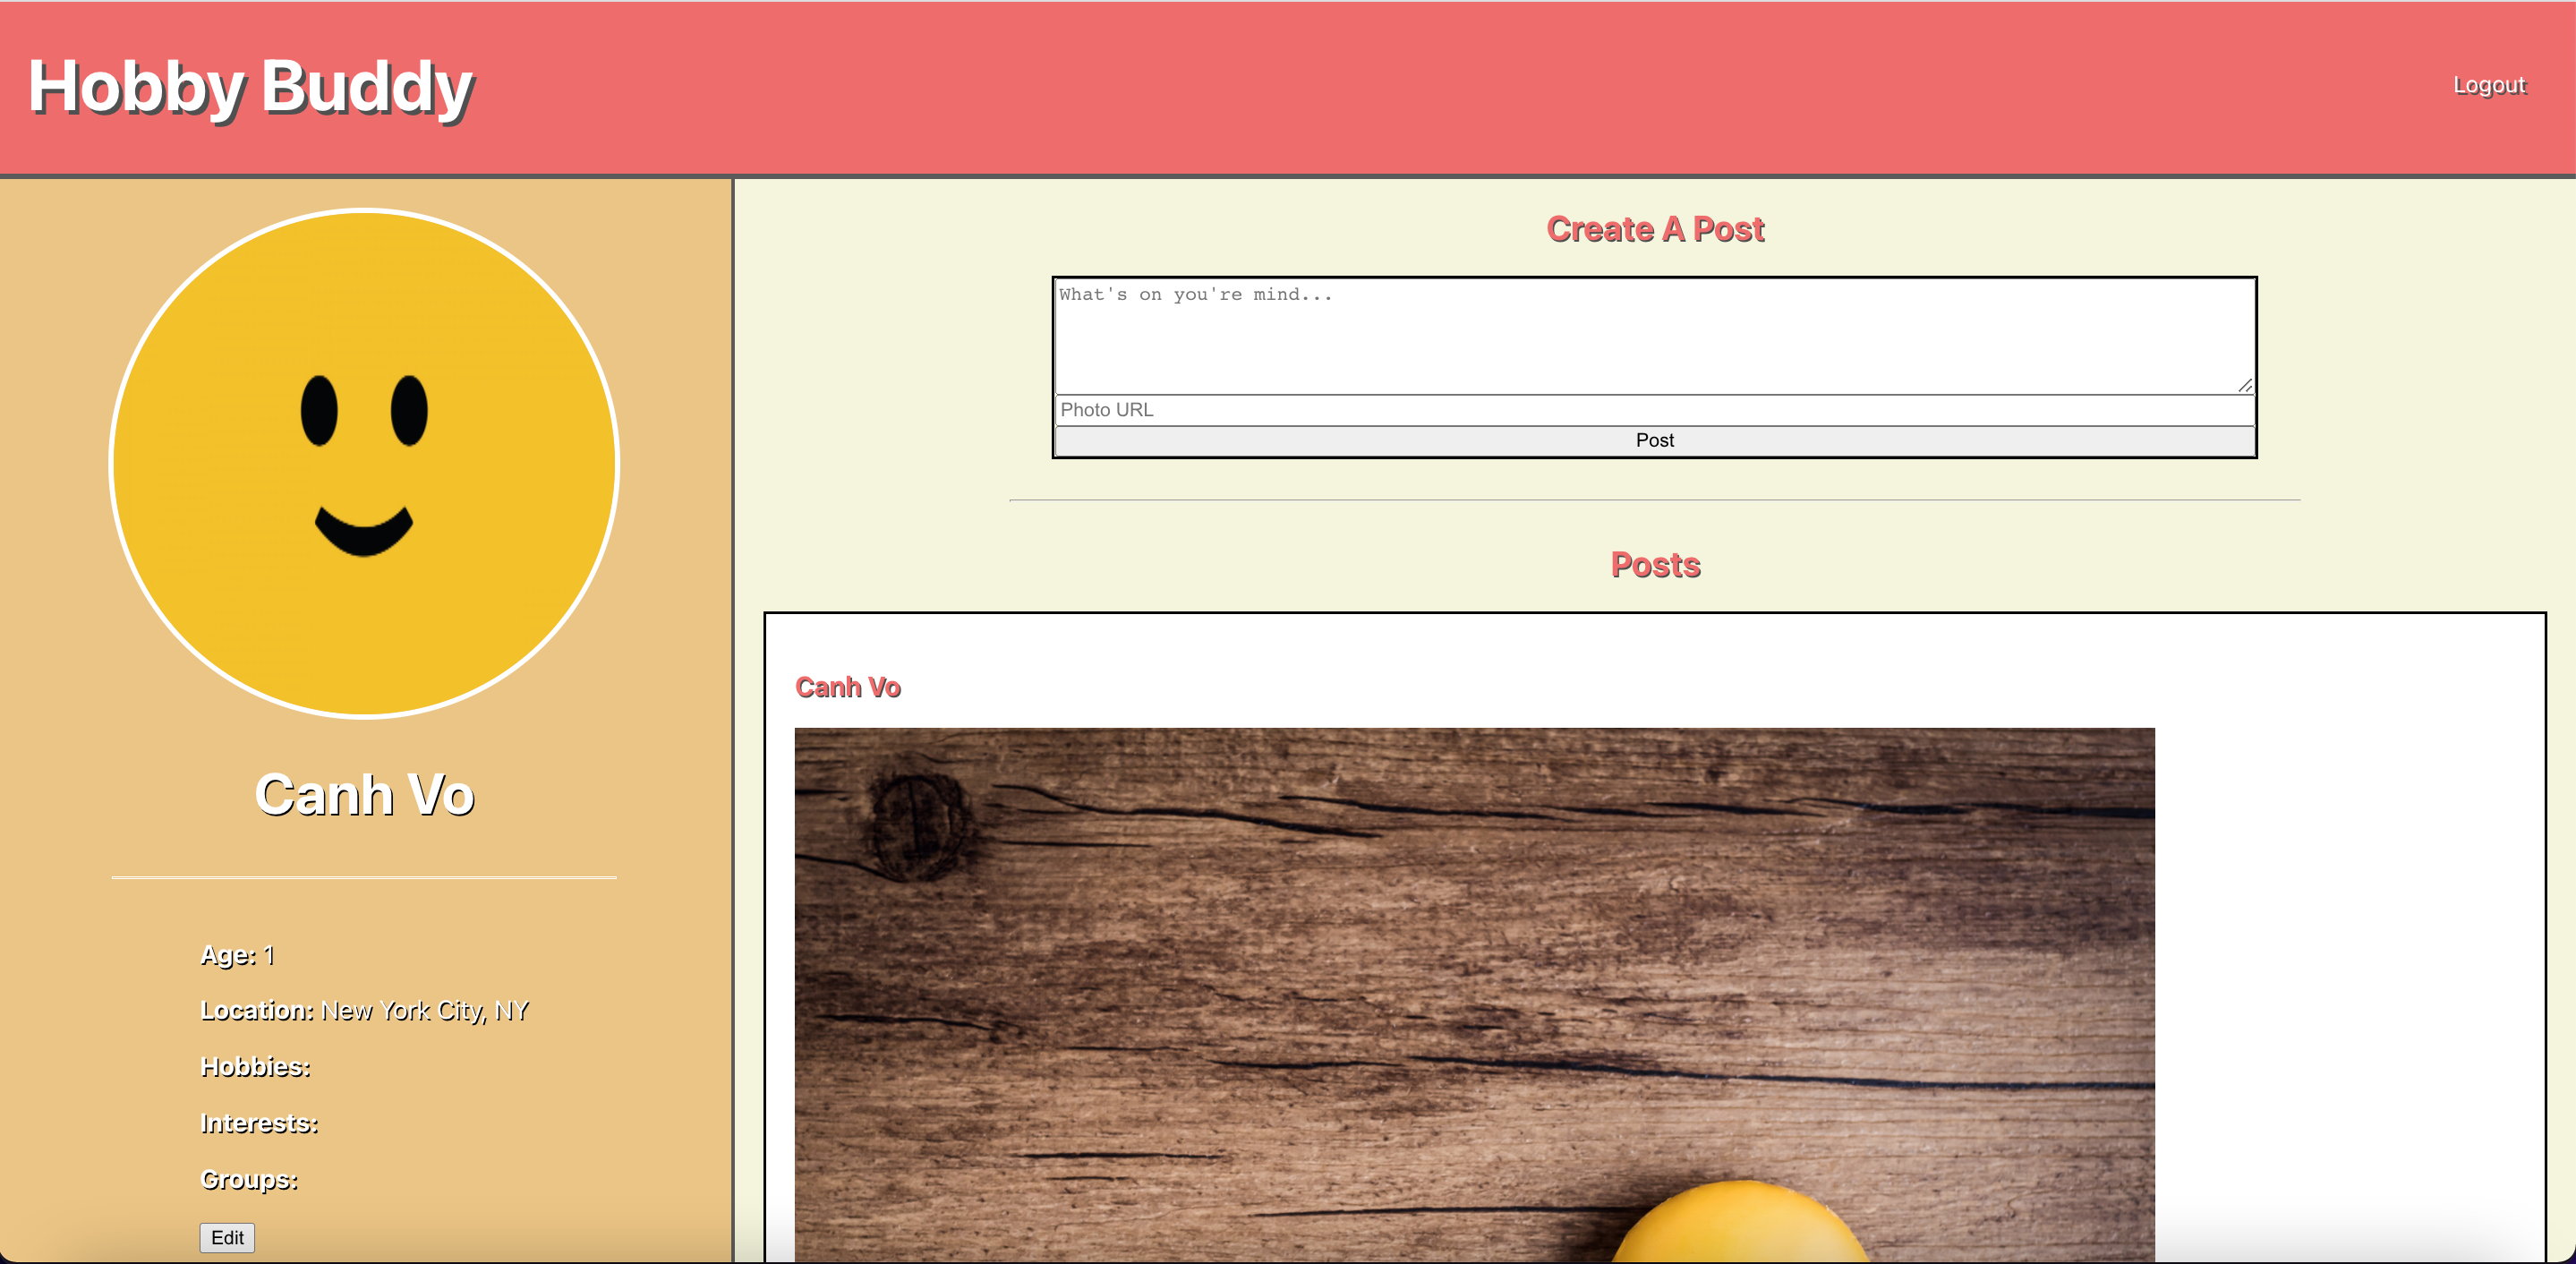 Hobby Buddy
Logout
Canh Vo
Age: 1
Location: New York City, NY
Hobbies:
Interests:
Groups:
Edit
Create A Post
What's on you're mind...
Photo URL
Post
Posts
Canh Vo